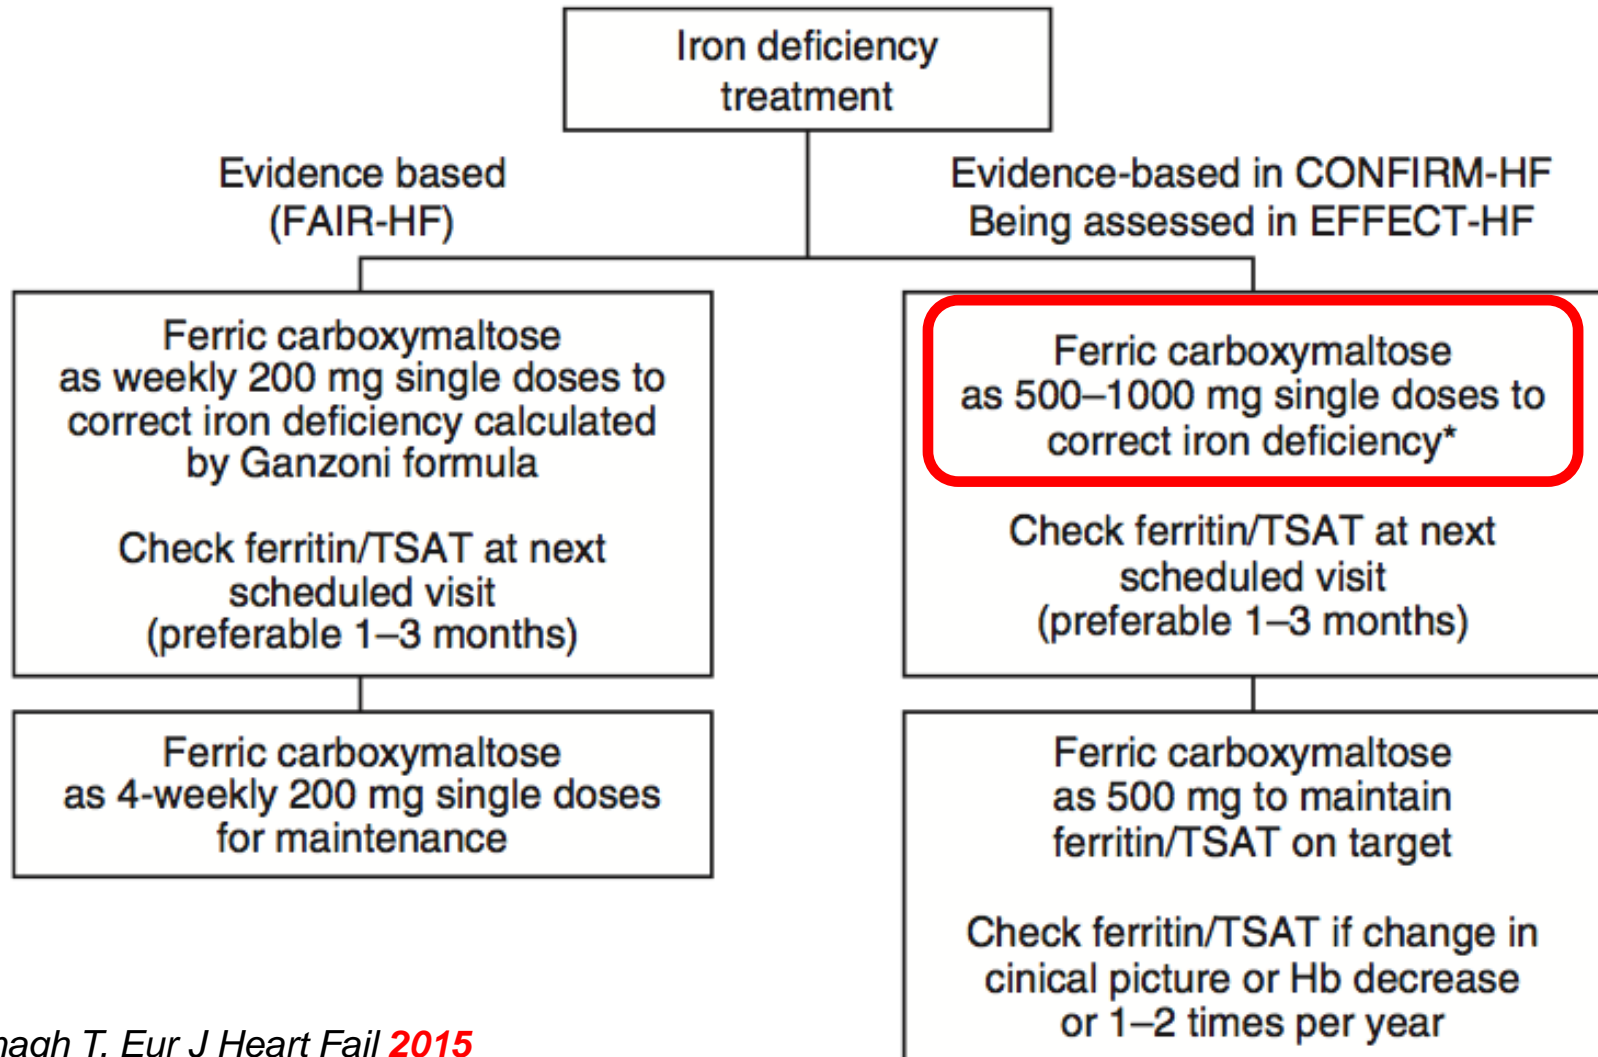 Iron deficiency
treatment
Evidence based
(FAIR-HF)
Evidence-based in CONFIRM-HF
Being assessed in EFFECT-HF
Ferric carboxymaltose
as weekly 200 mg single doses to
correct iron deficiency calculated
by Ganzoni formula
Check ferritin/TSAT at next
scheduled visit
(preferable 1–3 months)
Ferric carboxymaltose
as 4-weekly 200 mg single doses
for maintenance
Ferric carboxymaltose
as 500–1000 mg single doses to
correct iron deficiency*
Check ferritin/TSAT at next
scheduled visit
(preferable 1–3 months)
Ferric carboxymaltose
as 500 mg to maintain
ferritin/TSAT on target
Check ferritin/TSAT if change in
cinical picture or Hb decrease
or 1–2 times per year
T. Eur J Heart Fail 2015